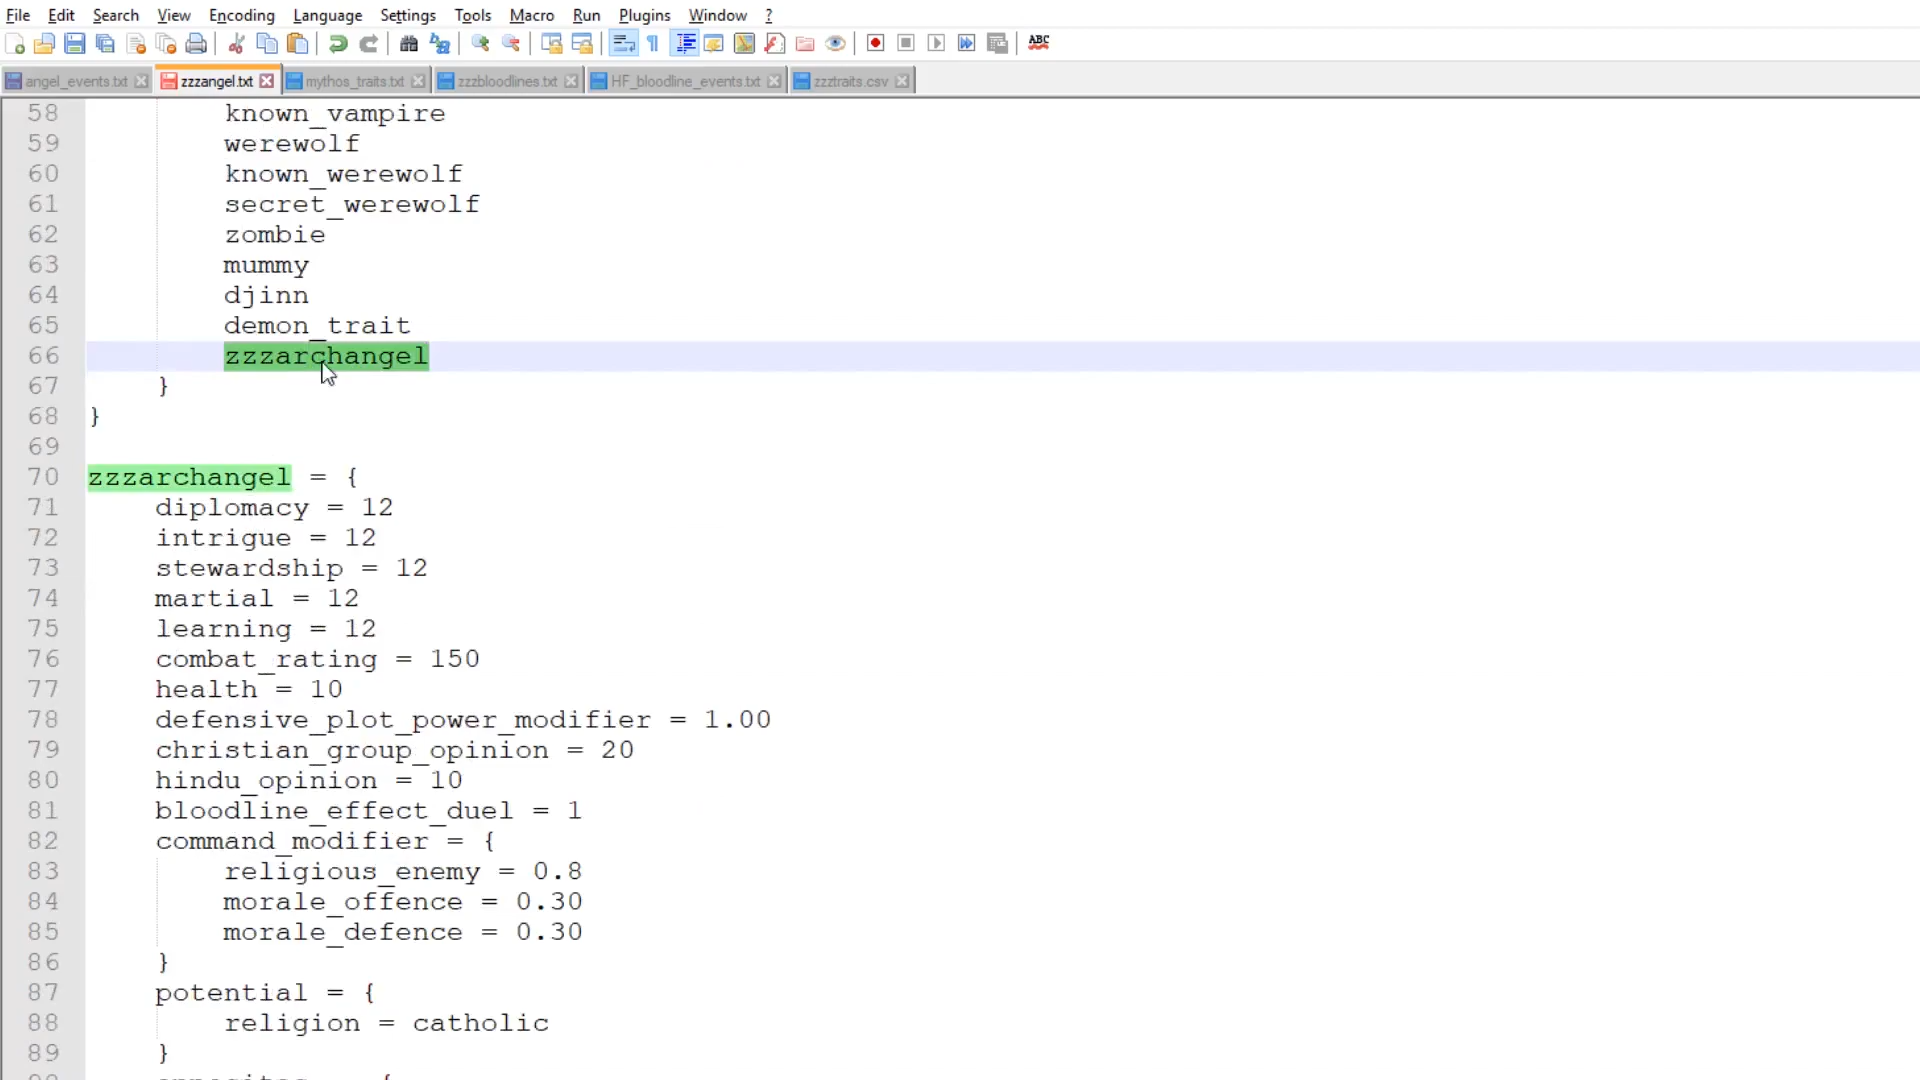 File Edit Search View Encoding Language Settings Tools Macro Run Plugins Window ?
ABC
angel_events.txt zzzangel.txt mythos_traits.txt zzzbloodlines.txt HF_bloodline_events.txt zzztraits.csv
58 known_vampire
59 werewolf
60 known_werewolf
61 secret_werewolf
62 zombie
63 mummy
64 djinn
65 demon_trait
66 zzzarchangel
67 }
68 }
69
70 zzzarchangel = {
71 diplomacy = 12
72 intrigue = 12
73 stewardship = 12
74 martial = 12
75 learning = 12
76 combat_rating = 150
77 health = 10
78 defensive_plot_power_modifier = 1.00
79 christian_group_opinion = 20
80 hindu_opinion = 10
81 bloodline_effect_duel = 1
82 command_modifier = {
83 religious_enemy = 0.8
84 morale_offence = 0.30
85 morale_defence = 0.30
86 }
87 potential = {
88 religion = catholic
89 }